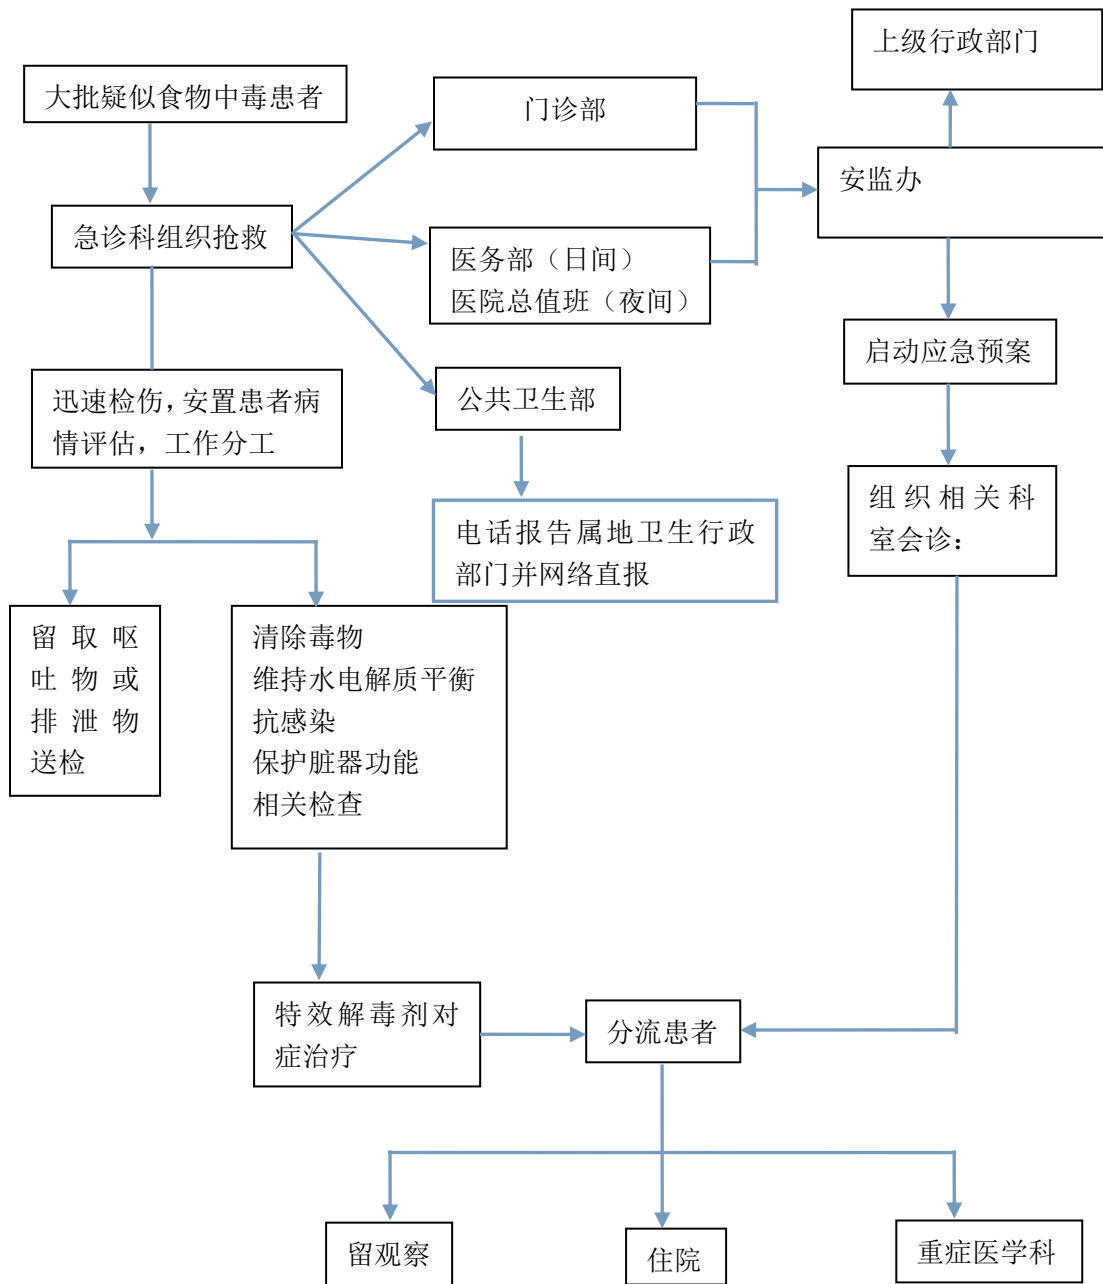 上级行政部门
大批疑似食物中毒患者
门诊部
安监办
急诊科组织抢救
医务部（日间）
医院总值班（夜间）
启动应急预案
迅速检伤，安置患者病
情评估，工作分工
公共卫生部
组织相关科
室会诊：
电话报告属地卫生行政
部门并网络直报
留取呕
吐物或
排泄物
送检
清除毒物
维持水电解质平衡
抗感染
保护脏器功能
相关检查
特效解毒剂对
症治疗
分流患者
留观察
住院
重症医学科